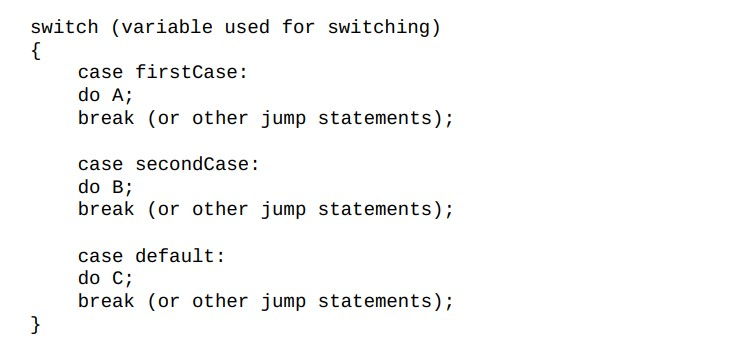 switch (variable used for switching)
{
case firstCase:
do A;
break (or other jump statements);
case secondCase:
do B;
break (or other jump statements);
case default:
do C;
break (or other jump statements);
}